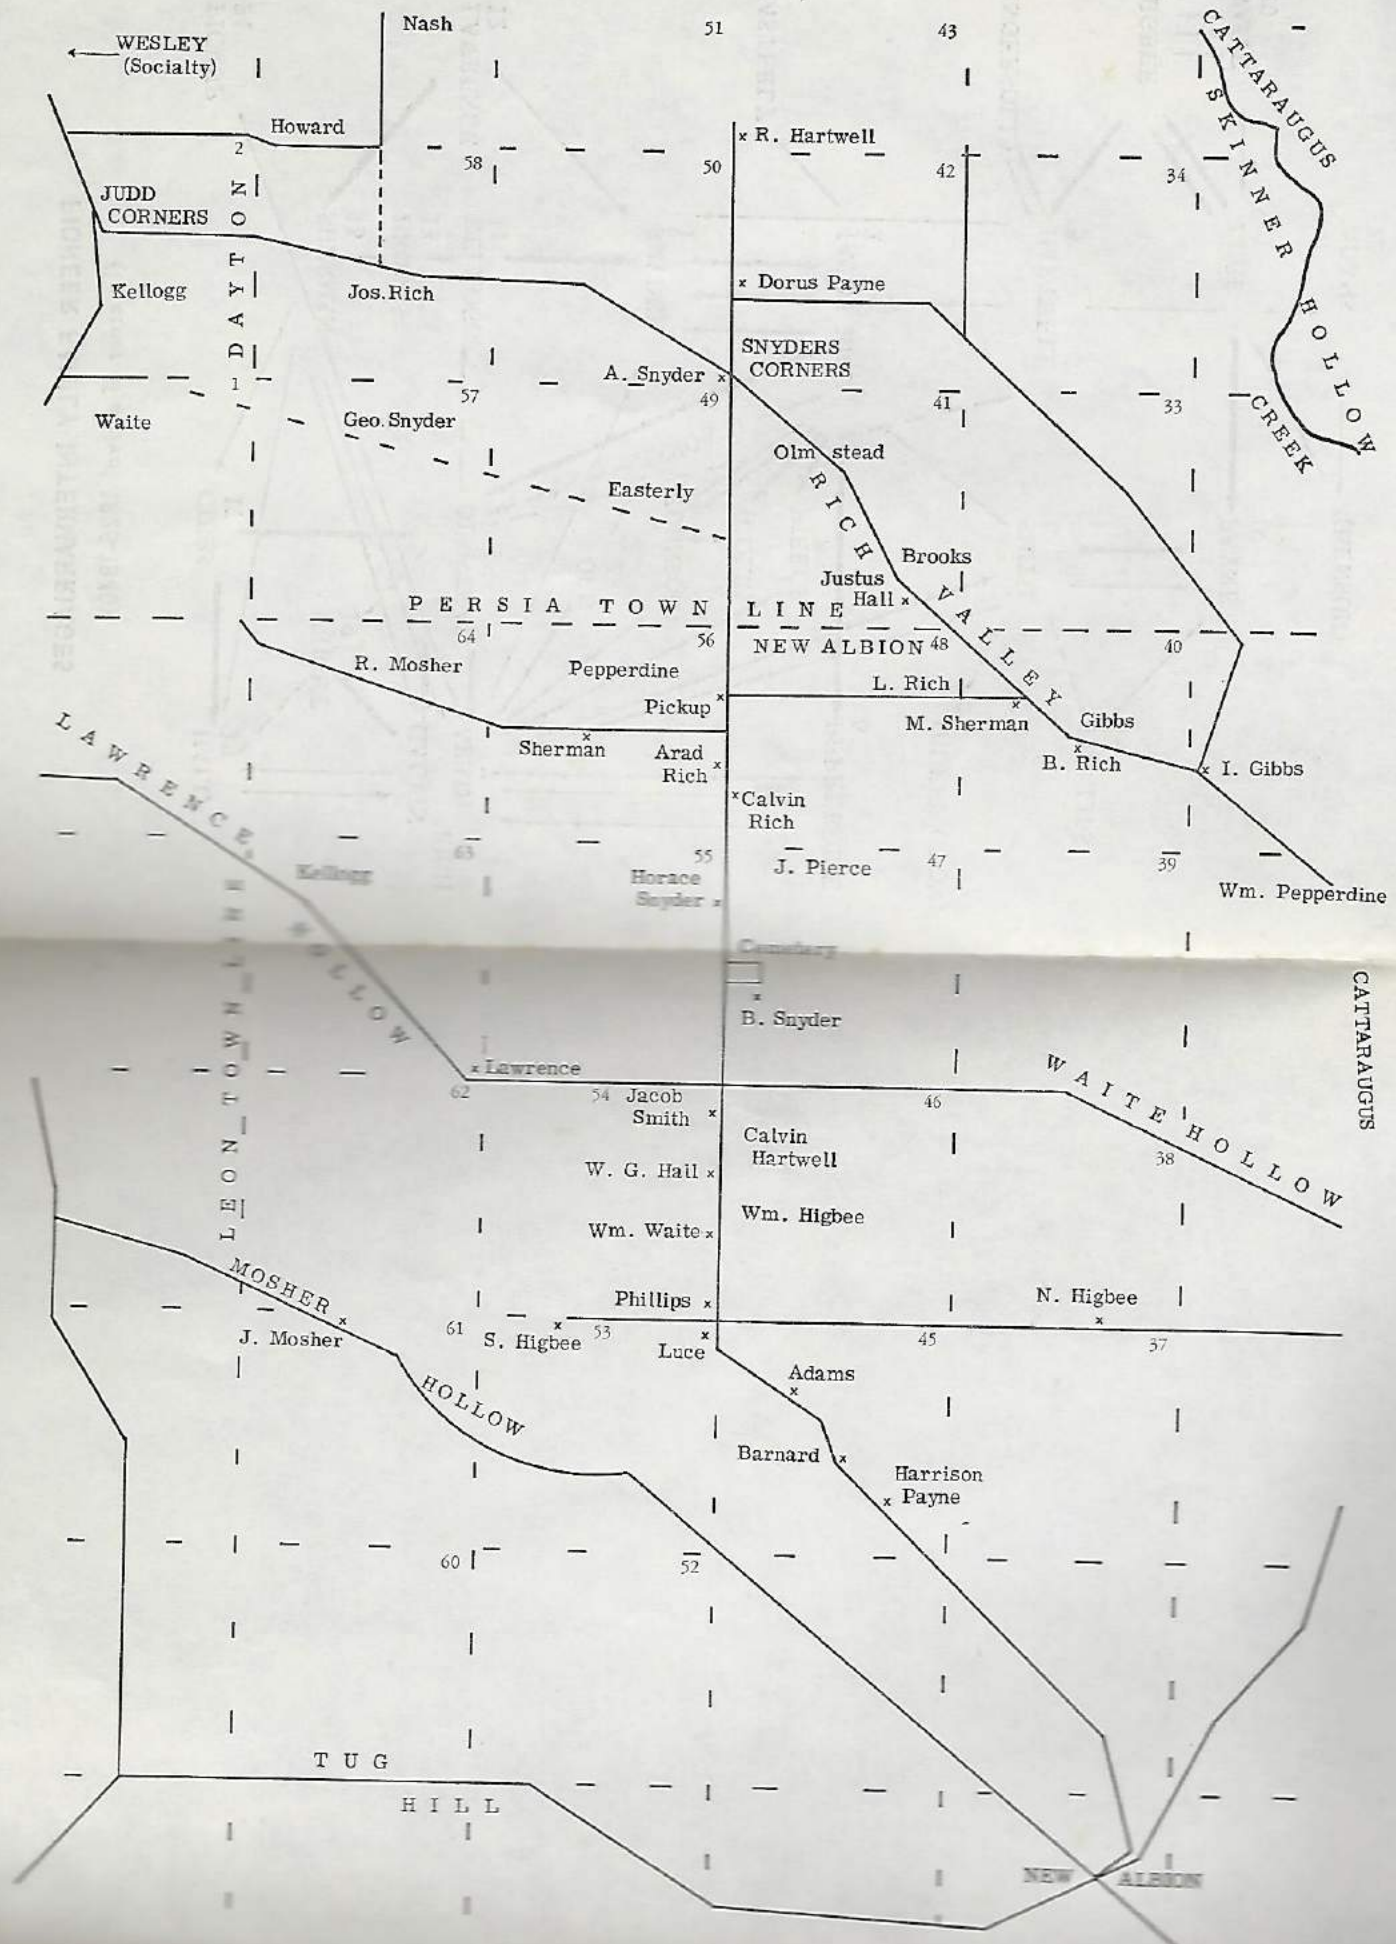 Nash
51
43
WESLEY
(Socialty)
CATTARAUGUS
SKINNER HOLLOW
CREEK
Howard
2
58
50
R. Hartwell
42
34
JUDD
CORNERS
DAYTON
Kellogg
Jos. Rich
Dorus Payne
SNYDERS
CORNERS
A. Snyder
1
57
49
41
33
Waite
Geo. Snyder
Olmstead
Easterly
RICH VALLEY
Brooks
Justus
Hall
PERSIA TOWN LINE
64
56
NEW ALBION
48
40
R. Mosher
Pepperdine
L. Rich
Pickup
M. Sherman
Gibbs
Sherman
Arad
Rich
B. Rich
I. Gibbs
LAWRENCE HOLLOW
Calvin
Rich
63
55
J. Pierce
47
39
Kellogg
Horace
Snyder
Wm. Pepperdine
LEON TOWN LINE
Cemetery
B. Snyder
CATTARAUGUS
Lawrence
62
54
Jacob
Smith
46
WAITE HOLLOW
Calvin
Hartwell
38
W. G. Hall
Wm. Waite
Wm. Higbee
MOSHER
HOLLOW
Phillips
N. Higbee
J. Mosher
61
S. Higbee
53
Luce
45
37
Adams
Barnard
Harrison
Payne
60
52
TUG
HILL
NEW ALBION